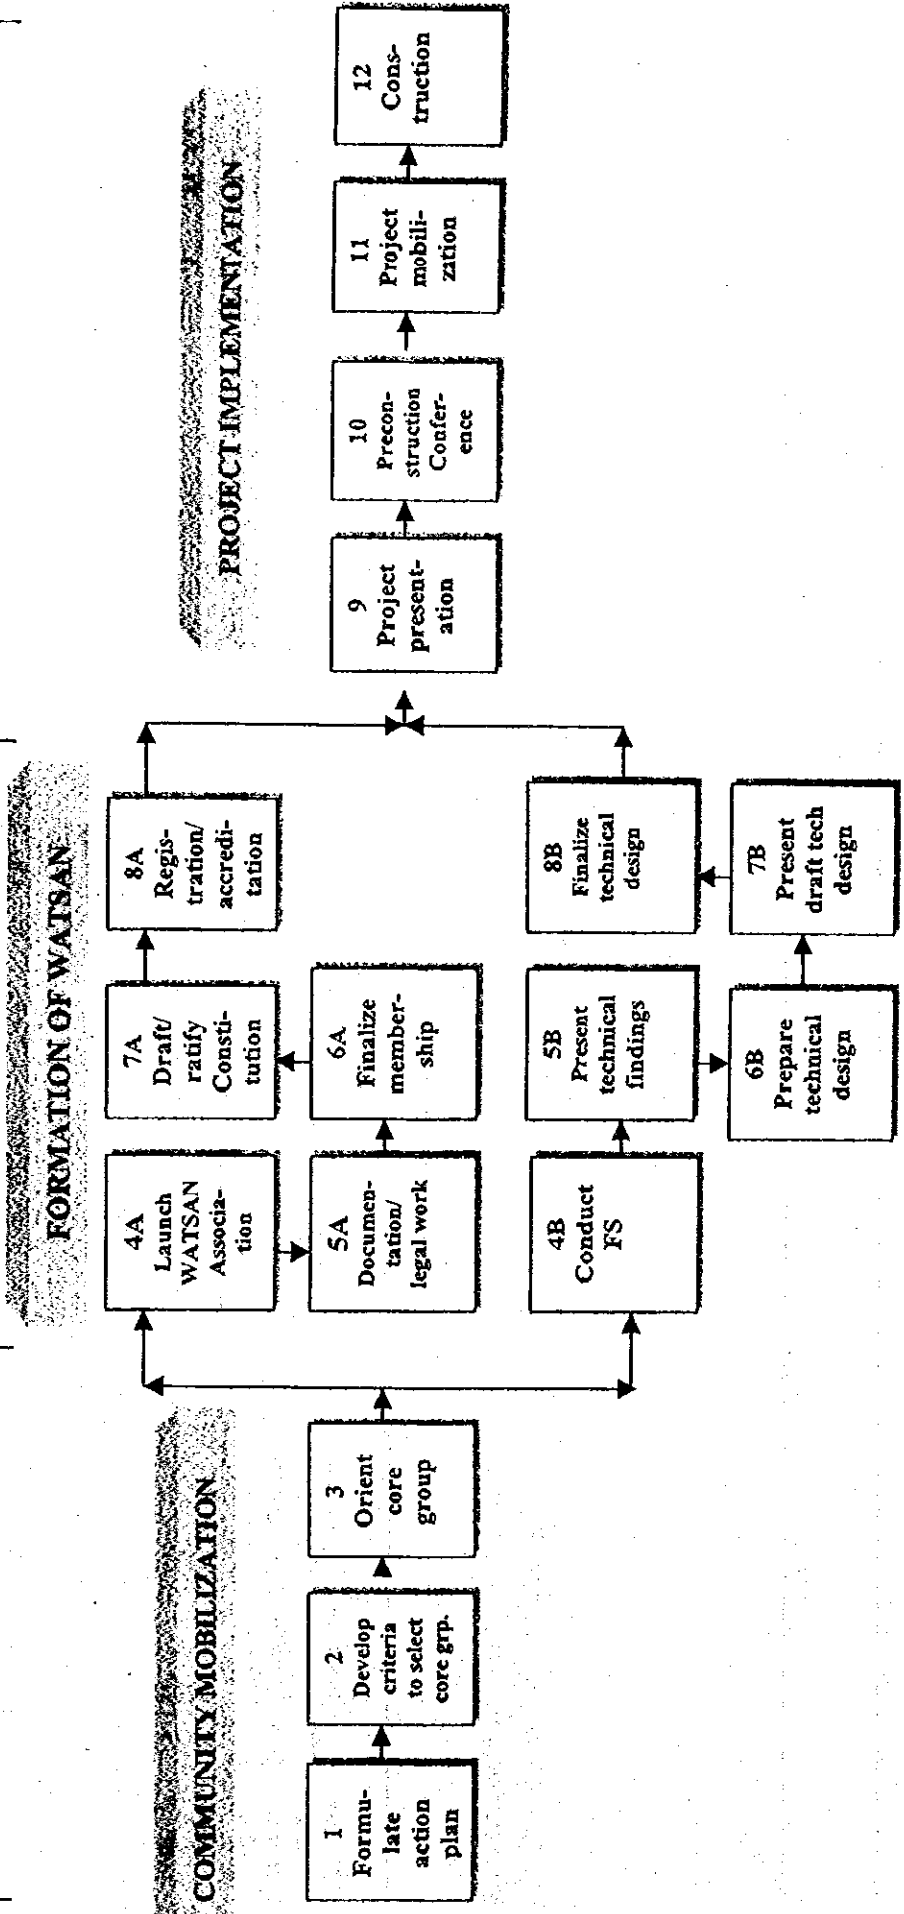 COMMUNITY MOBILIZATION
1
Formu-
late
action
plan
2
Develop
criteria
to select
core grp.
3
Orient
core
group
FORMATION OF WATSAN
4A
Launch
WATSAN
Associa-
tion
5A
Documen-
tation/
legal work
6A
Finalize
member-
ship
7A
Draft/
ratify
Consti-
tution
8A
Regis-
tration/
accredi-
tation
4B
Conduct
FS
5B
Present
technical
findings
6B
Prepare
technical
design
7B
Present
draft tech
design
8B
Finalize
technical
design
PROJECT IMPLEMENTATION
9
Project
present-
ation
10
Precon-
struction
Confer-
ence
11
Project
mobili-
zation
12
Cons-
truction